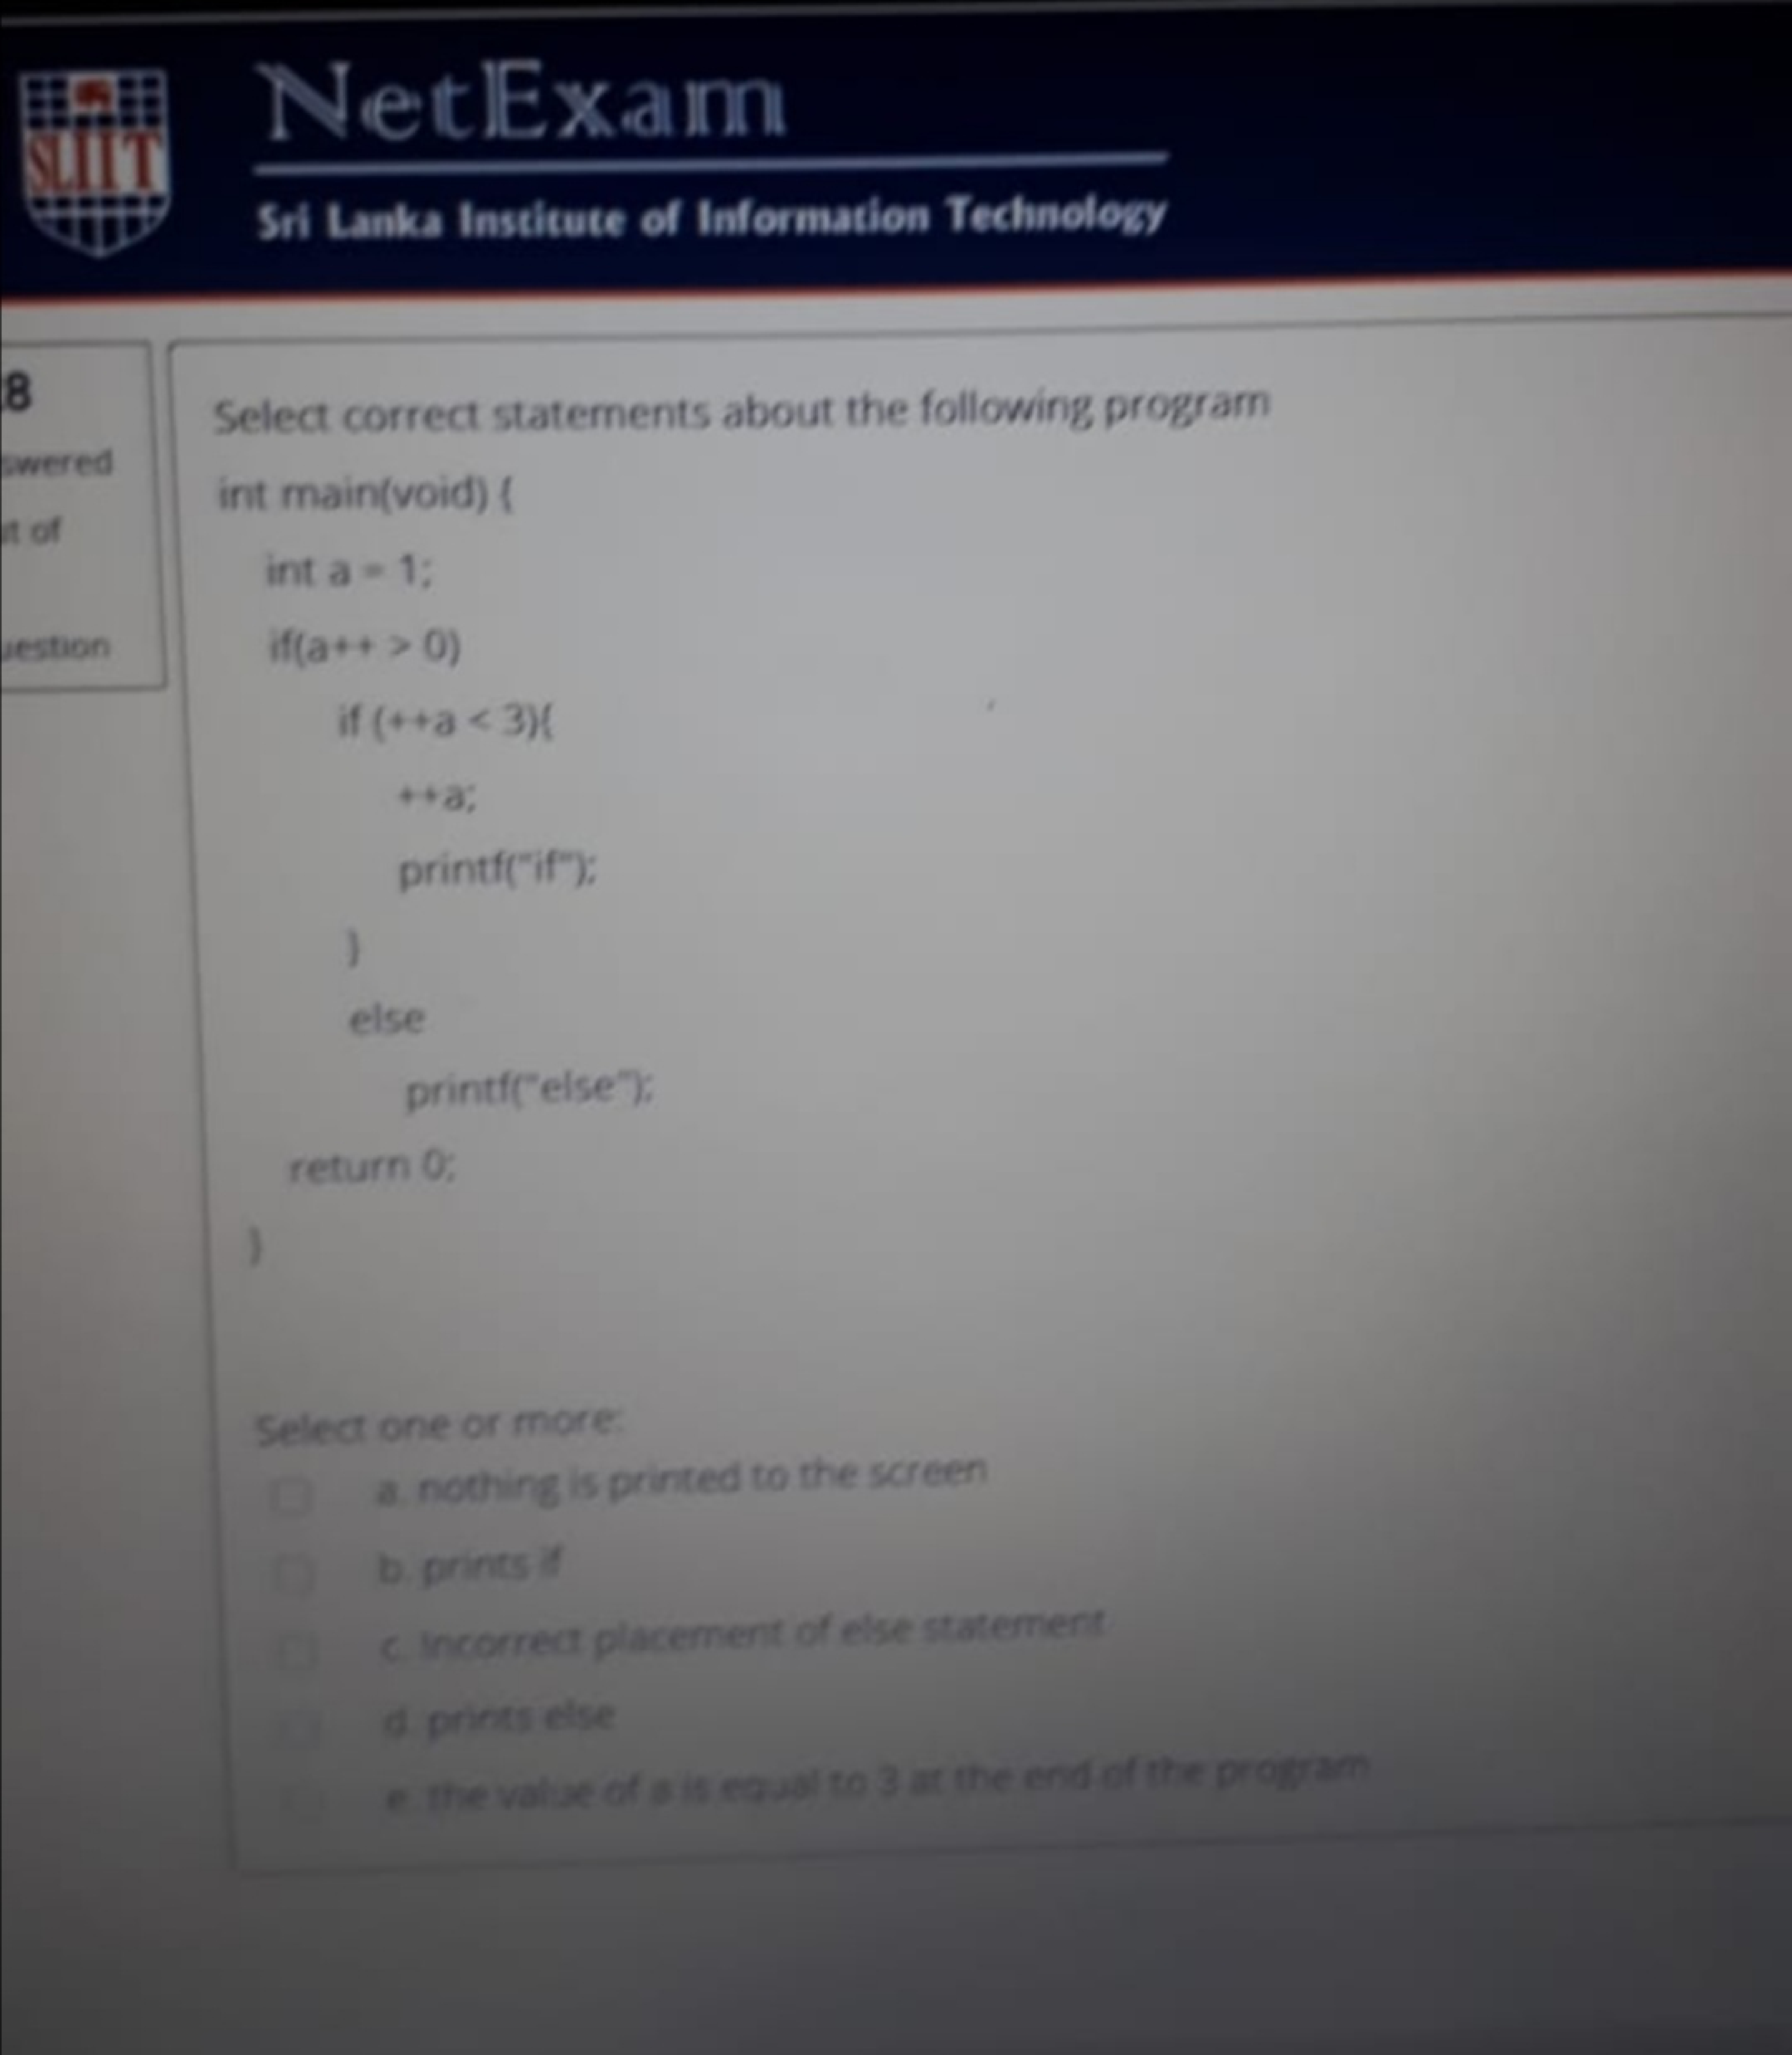 SLIIT
NetExam
Sri Lanka Institute of Information Technology
8
swered
of
uestion
Select correct statements about the following program
int main(void) {
int a = 1;
if(a++ > 0)
if (++a < 3){
++a;
printf("if");
}
else
printf("else");
return 0;
}
Select one or more:
a. nothing is printed to the screen
b. prints if
c. Incorrect placement of else statement
d. prints else
e. the value of a is equal to 3 at the end of the program